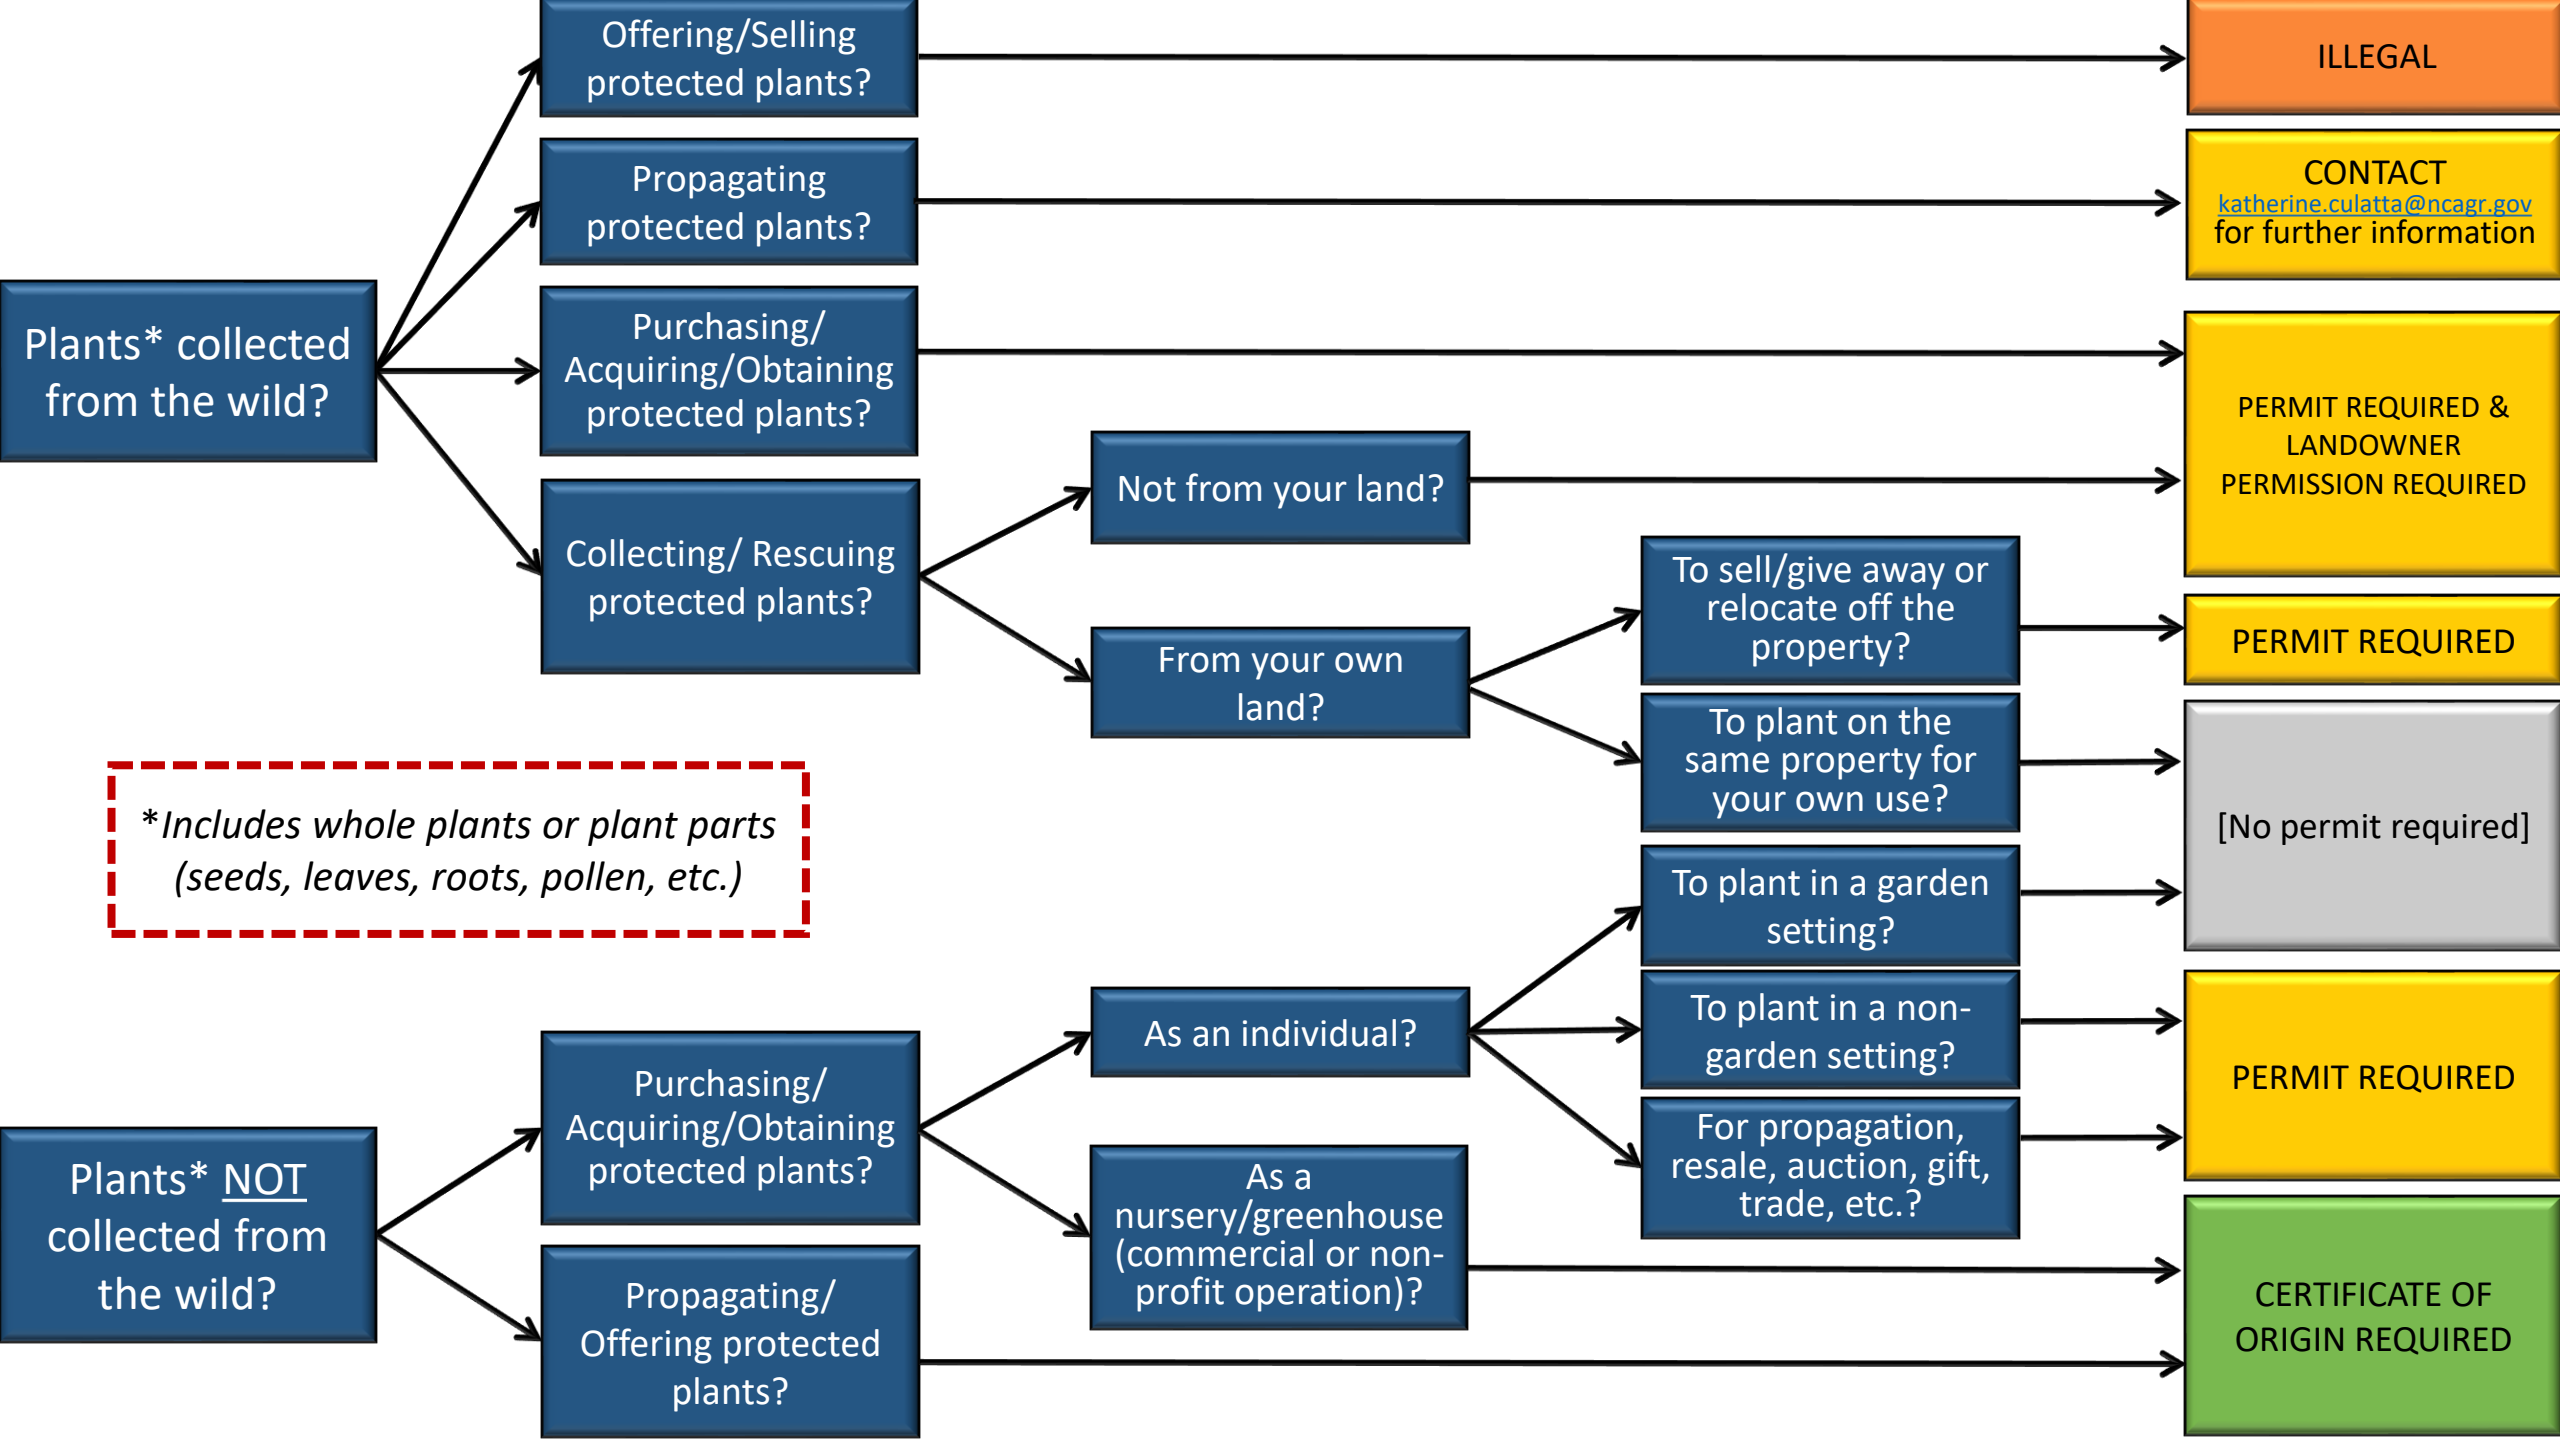 Offering/Selling
protected plants?
ILLEGAL
Propagating
protected plants?
CONTACT
katherine.culatta@ncagr.gov
for further information
Plants* collected
from the wild?
Purchasing/
Acquiring/Obtaining
protected plants?
PERMIT REQUIRED &
LANDOWNER
PERMISSION REQUIRED
Collecting/ Rescuing
protected plants?
Not from your land?
From your own
land?
To sell/give away or
relocate off the
property?
PERMIT REQUIRED
To plant on the
same property for
your own use?
[No permit required]
*Includes whole plants or plant parts
(seeds, leaves, roots, pollen, etc.)
To plant in a garden
setting?
Plants* NOT
collected from
the wild?
Purchasing/
Acquiring/Obtaining
protected plants?
As an individual?
To plant in a non-
garden setting?
For propagation,
resale, auction, gift,
trade, etc.?
PERMIT REQUIRED
As a
nursery/greenhouse
(commercial or non-
profit operation)?
Propagating/
Offering protected
plants?
CERTIFICATE OF
ORIGIN REQUIRED